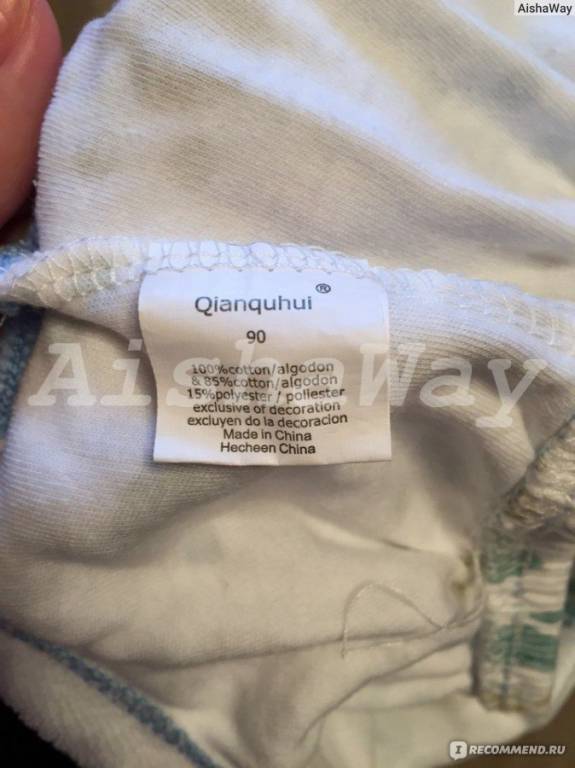 AishaWay
Qianquhui®
90
100%cotton/algodon
& 85%cotton/algodon
15%polyester / poliester
exclusive of decoration
excluyen do la decoracion
Made in China
Hecheen China
AishaWay
IRECOMMEND.RU